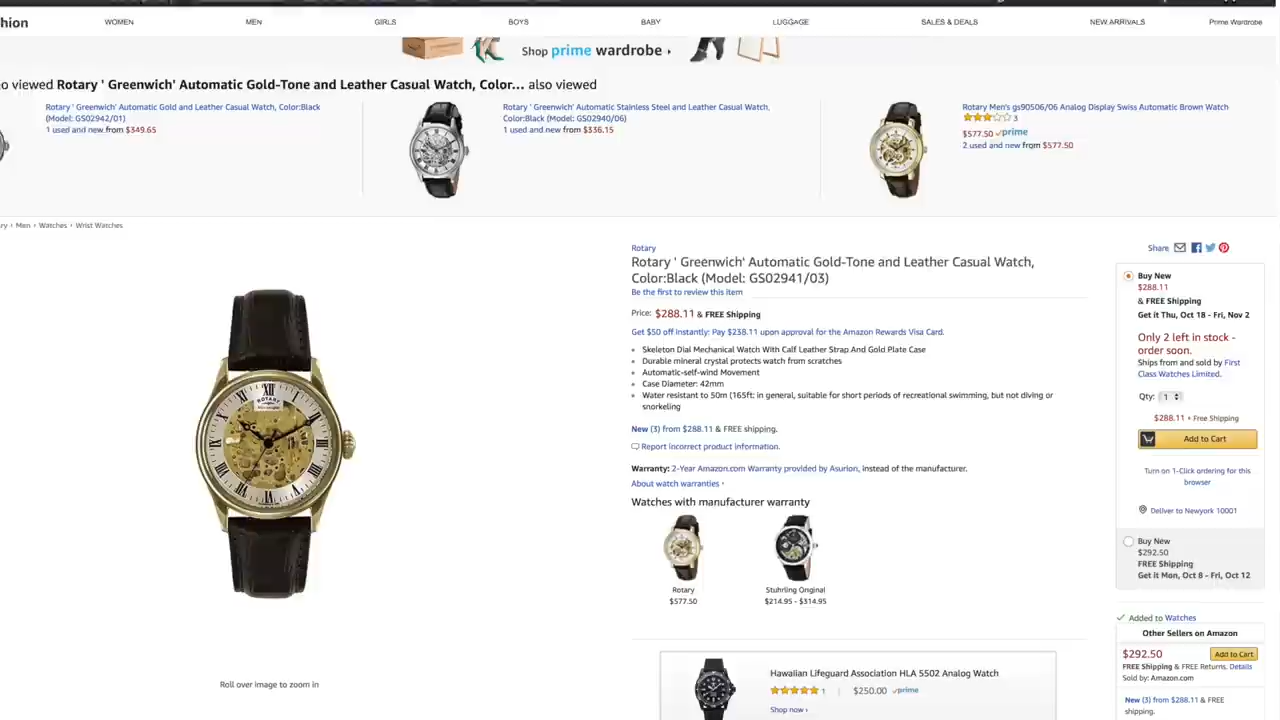 hion
WOMEN
MEN
GIRLS
BOYS
BABY
LUGGAGE
SALES & DEALS
NEW ARRIVALS
Prime Wardrobe
Shop prime wardrobe ›
o viewed Rotary ' Greenwich' Automatic Gold-Tone and Leather Casual Watch, Color... also viewed
Rotary ' Greenwich' Automatic Gold and Leather Casual Watch, Color:Black
(Model: GS02942/01)
1 used and new from $349.65
Rotary ' Greenwich' Automatic Stainless Steel and Leather Casual Watch,
Color:Black (Model: GS02940/06)
1 used and new from $336.15
Rotary Men's gs90506/06 Analog Display Swiss Automatic Brown Watch
3
$577.50 prime
2 used and new from $577.50
ry › Men › Watches › Wrist Watches
ROTARY
Rotary
Rotary ' Greenwich' Automatic Gold-Tone and Leather Casual Watch,
Color:Black (Model: GS02941/03)
Be the first to review this item
Price: $288.11 & FREE Shipping
Get $50 off instantly: Pay $238.11 upon approval for the Amazon Rewards Visa Card.
Skeleton Dial Mechanical Watch With Calf Leather Strap And Gold Plate Case
Durable mineral crystal protects watch from scratches
Automatic-self-wind Movement
Case Diameter: 42mm
Water resistant to 50m (165ft: in general, suitable for short periods of recreational swimming, but not diving or
snorkeling
New (3) from $288.11 & FREE shipping.
Report incorrect product information.
Warranty: 2-Year Amazon.com Warranty provided by Asurion, instead of the manufacturer.
About watch warranties ›
Watches with manufacturer warranty
Rotary
$577.50
Stuhrling Original
$214.95 - $314.95
Roll over image to zoom in
Hawaiian Lifeguard Association HLA 5502 Analog Watch
1 | $250.00 prime
Shop now ›
Share
Buy New
$288.11
& FREE Shipping
Get it Thu, Oct 18 - Fri, Nov 2
Only 2 left in stock -
order soon.
Ships from and sold by First
Class Watches Limited.
Qty: 1
$288.11 + Free Shipping
Add to Cart
Turn on 1-Click ordering for this
browser
Deliver to Newyork 10001
Buy New
$292.50
FREE Shipping
Get it Mon, Oct 8 - Fri, Oct 12
Added to Watches
Other Sellers on Amazon
$292.50 Add to Cart
FREE Shipping & FREE Returns. Details
Sold by: Amazon.com
New (3) from $288.11 & FREE
shipping.